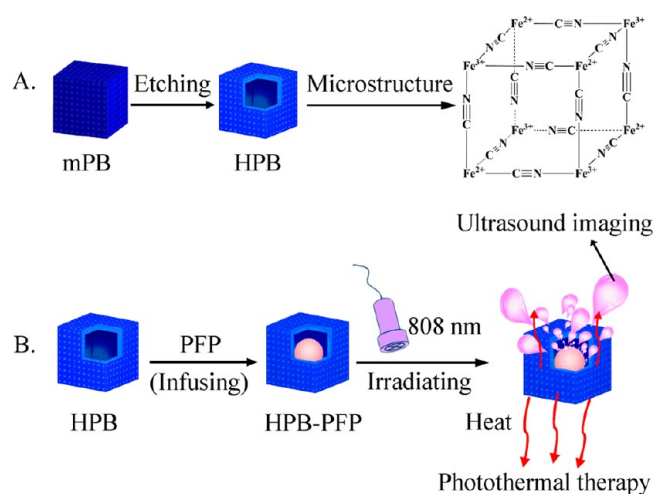 A.
mPB
Etching
HPB
Microstructure
Fe²⁺ C≡N Fe³⁺
N≡C N≡C
Fe³⁺ N≡C Fe²⁺
N≡C C≡N C≡N N≡C
Fe³⁺ N≡C Fe²⁺
C≡N C≡N
Fe²⁺ C≡N Fe³⁺
Ultrasound imaging
B.
HPB
PFP
(Infusing)
HPB-PFP
808 nm
Irradiating
Heat
Photothermal therapy